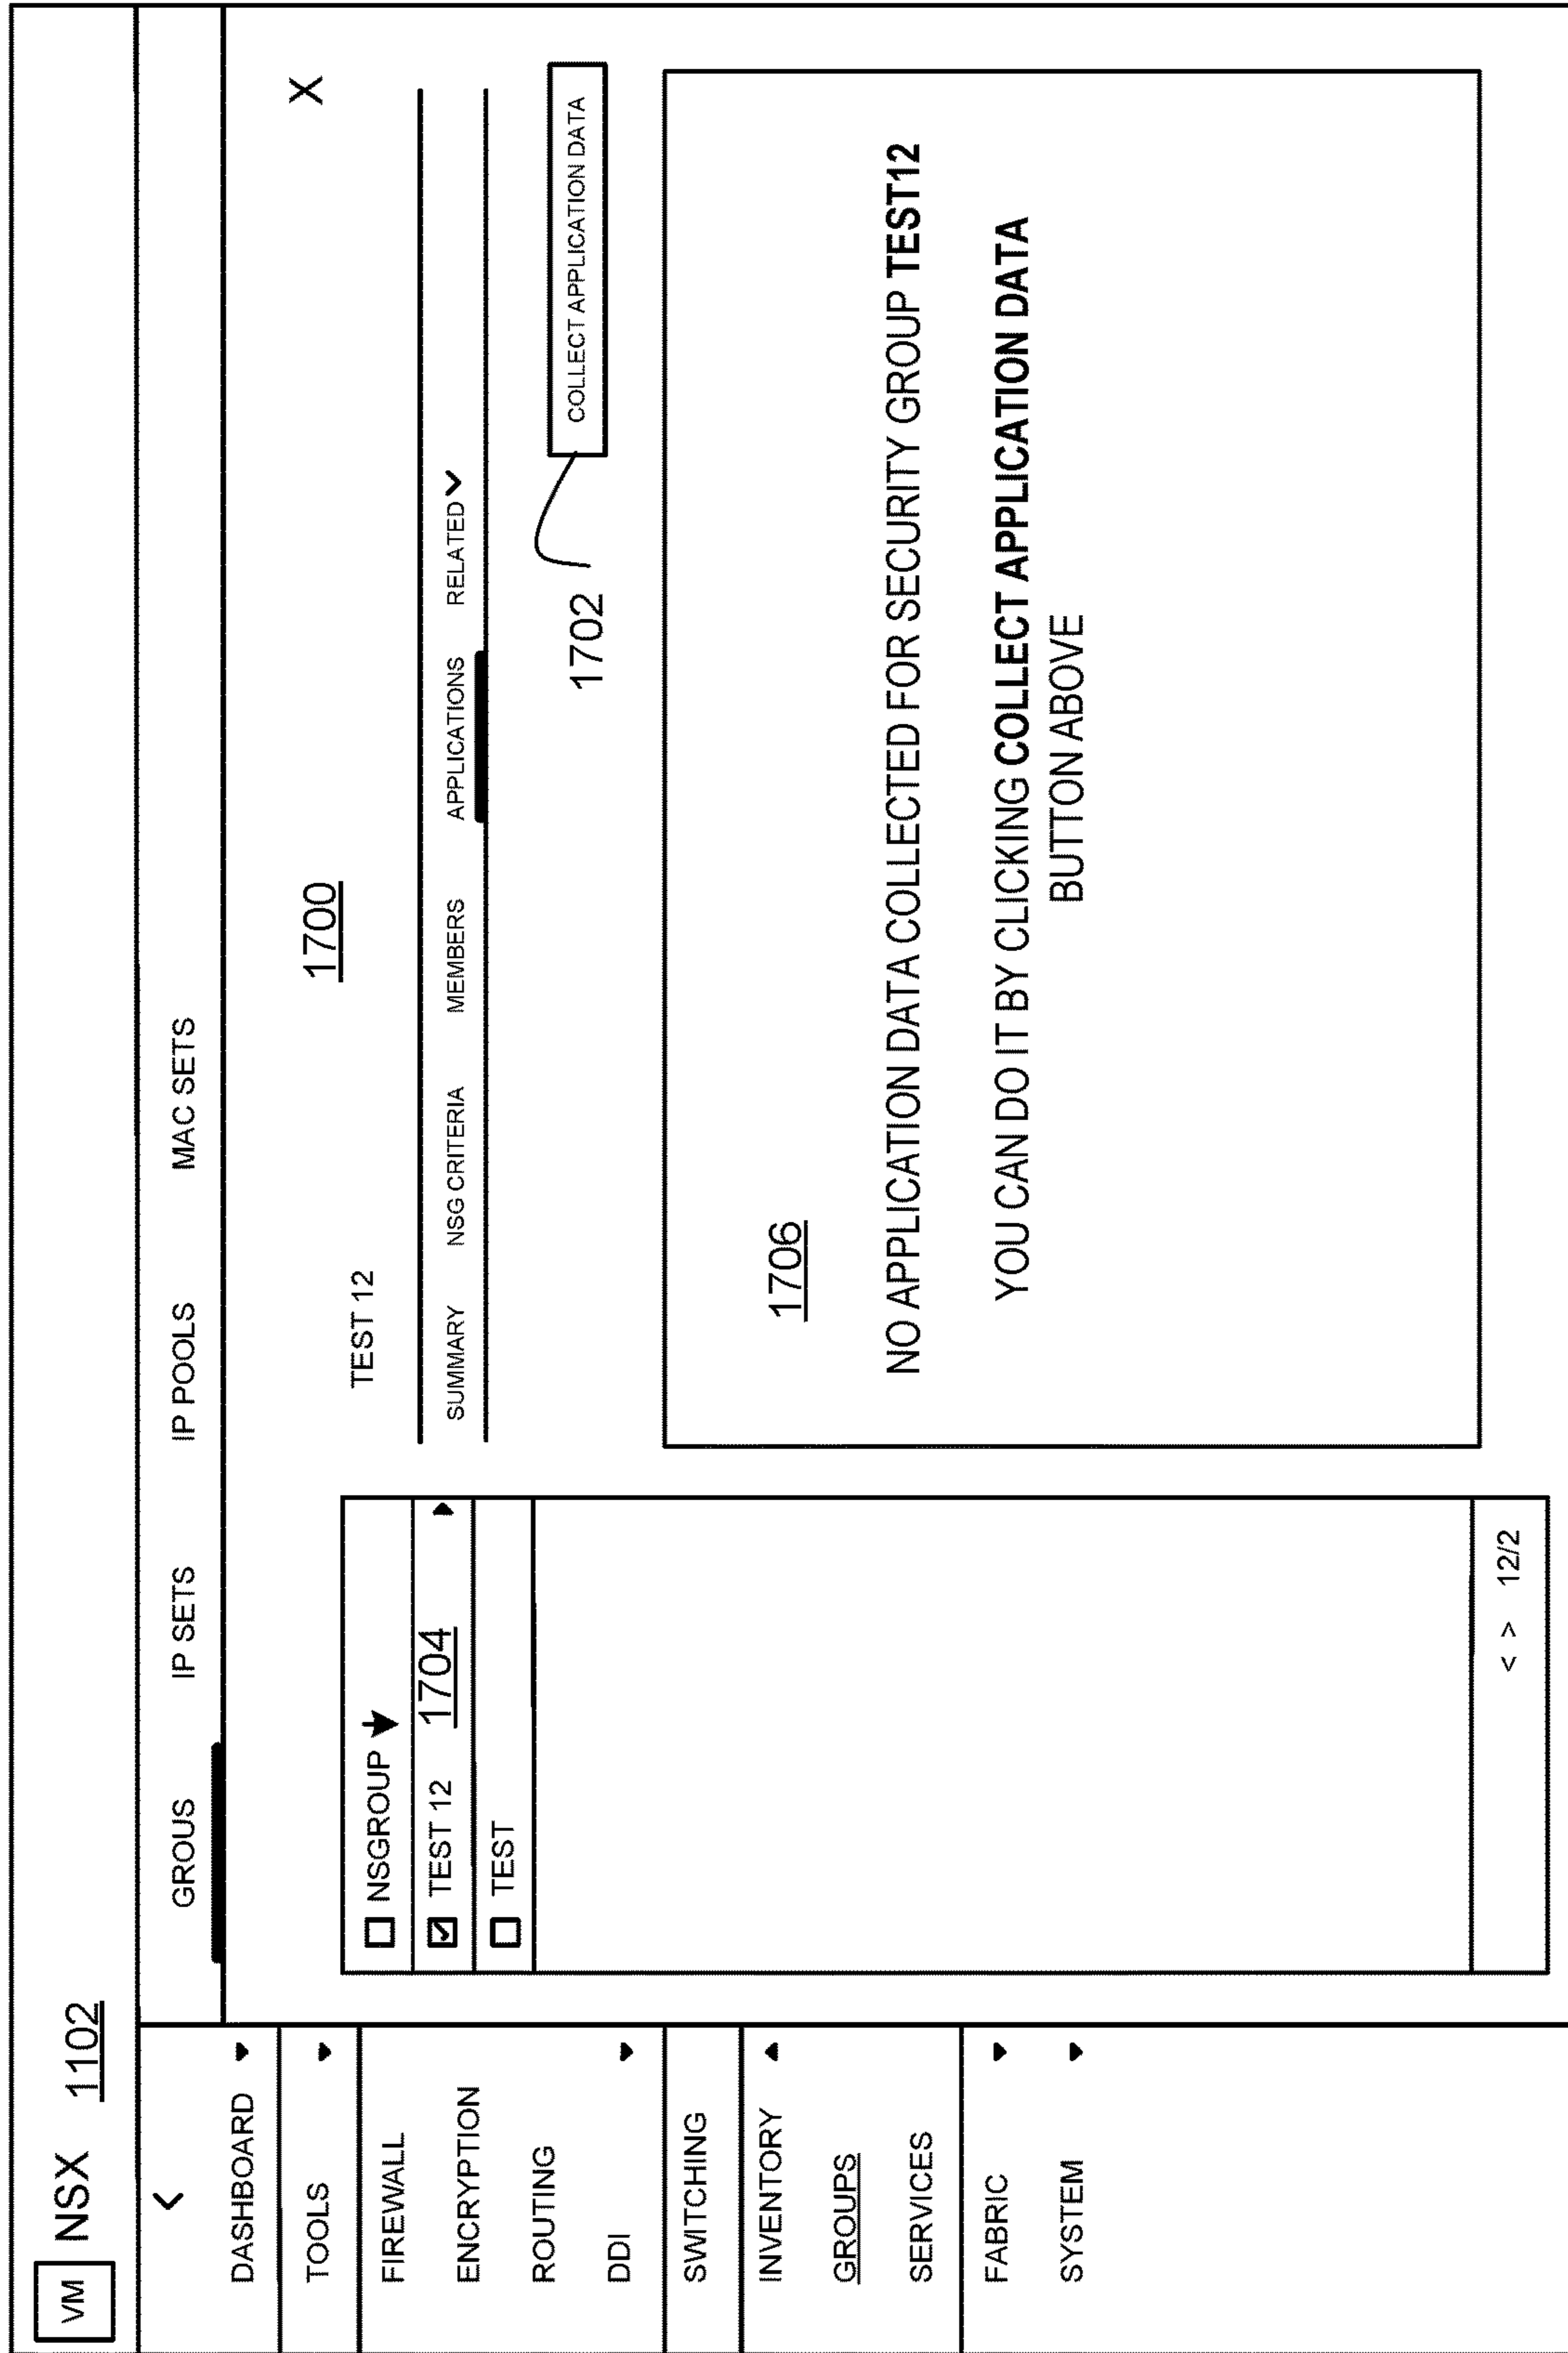 VM NSX 1102
<
DASHBOARD
TOOLS
FIREWALL
ENCRYPTION
ROUTING
DDI
SWITCHING
INVENTORY
GROUPS
SERVICES
FABRIC
SYSTEM
GROUS IP SETS IP POOLS MAC SETS
NSGROUP
TEST 12 1704
TEST
< > 12/2
1700 X
TEST 12
SUMMARY NSG CRITERIA MEMBERS APPLICATIONS RELATED
1702 COLLECT APPLICATION DATA
1706
NO APPLICATION DATA COLLECTED FOR SECURITY GROUP TEST12
YOU CAN DO IT BY CLICKING COLLECT APPLICATION DATA
BUTTON ABOVE